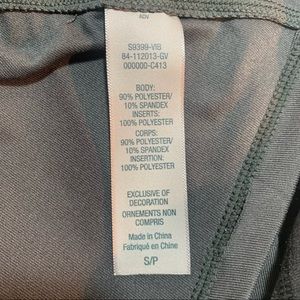 ADV
S9399-VIB
84-112013-GV
000000-C413
BODY:
90% POLYESTER/
10% SPANDEX
INSERTS:
100% POLYESTER
CORPS:
90% POLYESTER/
10% SPANDEX
INSERTION:
100% POLYESTER
EXCLUSIVE OF
DECORATION
ORNEMENTS NON
COMPRIS
Made in China
Fabriqué en Chine
S/P